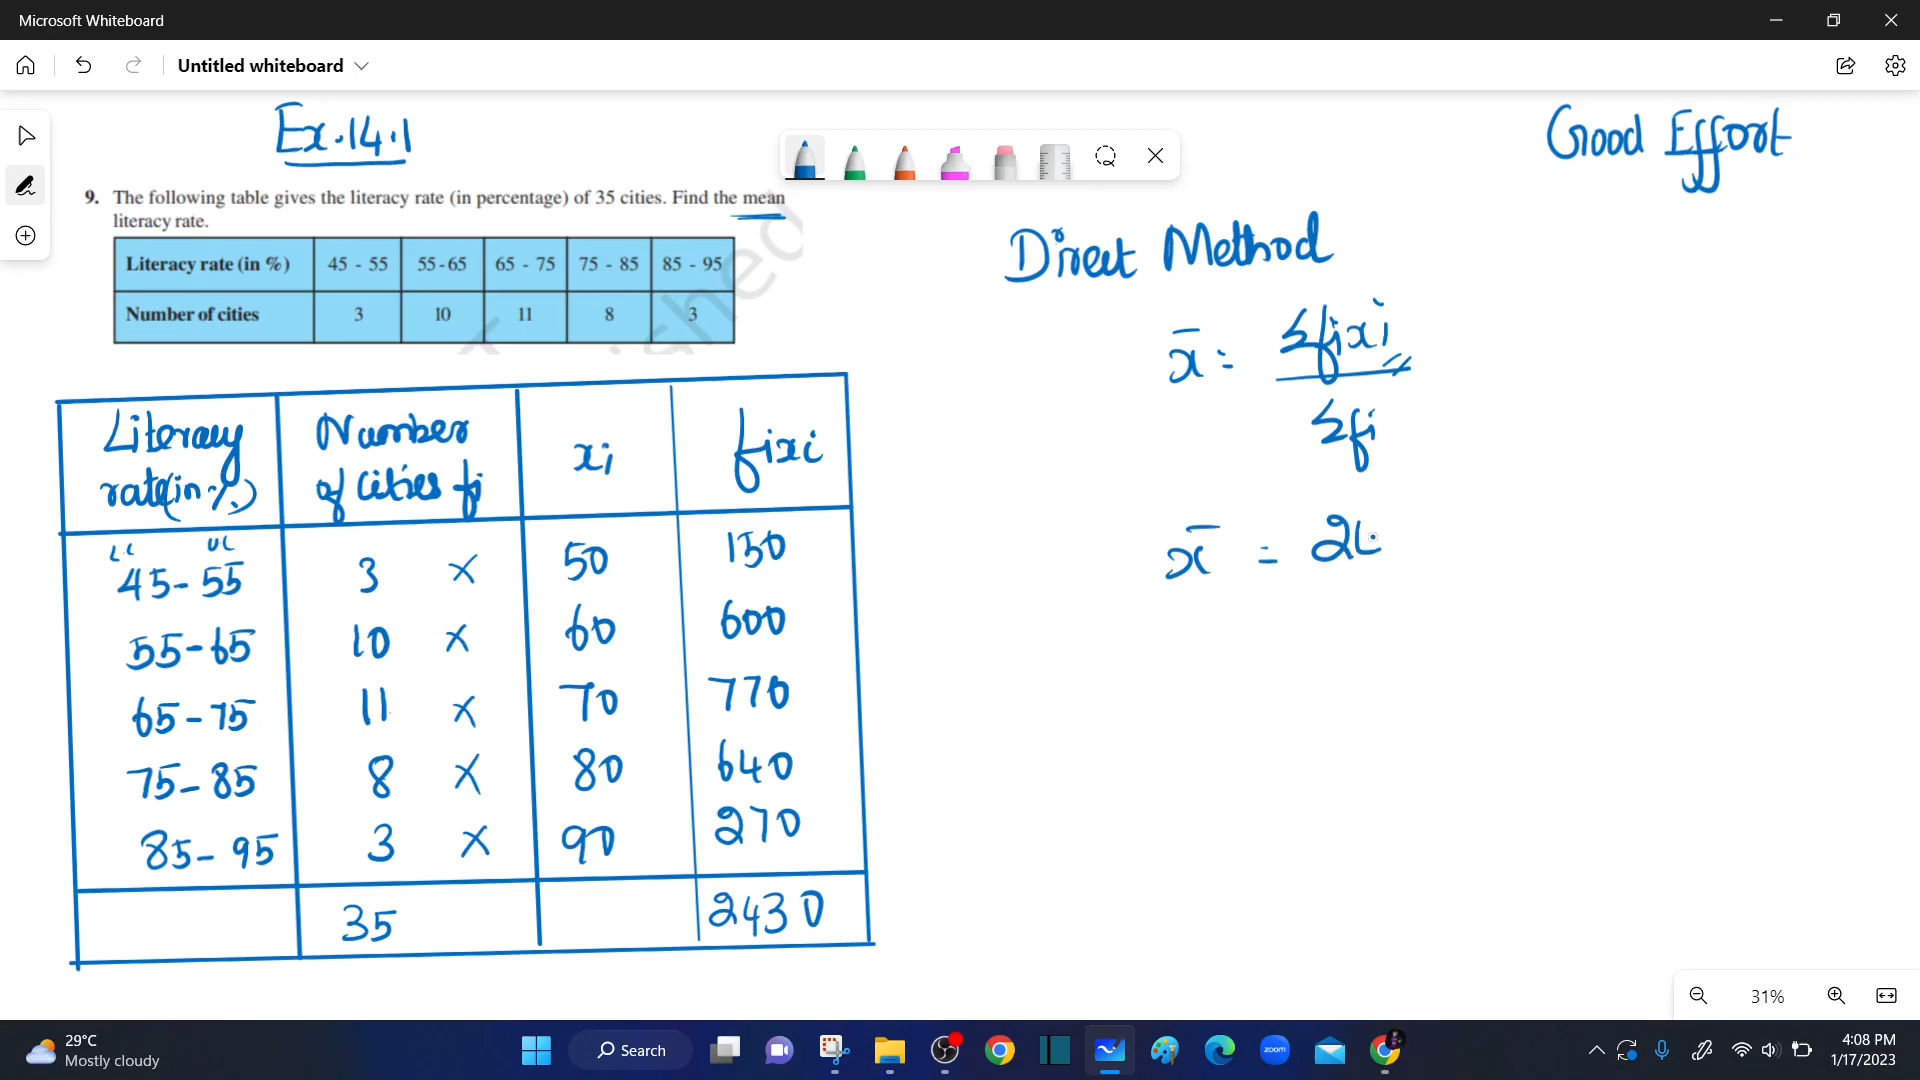 Microsoft Whiteboard
Untitled whiteboard
Ex.14.1
Good Effort
9. The following table gives the literacy rate (in percentage) of 35 cities. Find the mean
literacy rate.
Literacy rate (in %) 45 - 55 55-65 65 - 75 75 - 85 85 - 95
Number of cities 3 10 11 8 3
Direct Method
x̄ = Σfixi
Σfi
x̄ = 24
Literacy
rate(in %)
Number
of cities fi
xi
fixi
LL UL
45-55 3 × 50 150
55-65 10 × 60 600
65-75 11 × 70 770
75-85 8 × 80 640
85-95 3 × 90 270
35 2430
31%
29°C
Mostly cloudy
Search
zoom
4:08 PM
1/17/2023